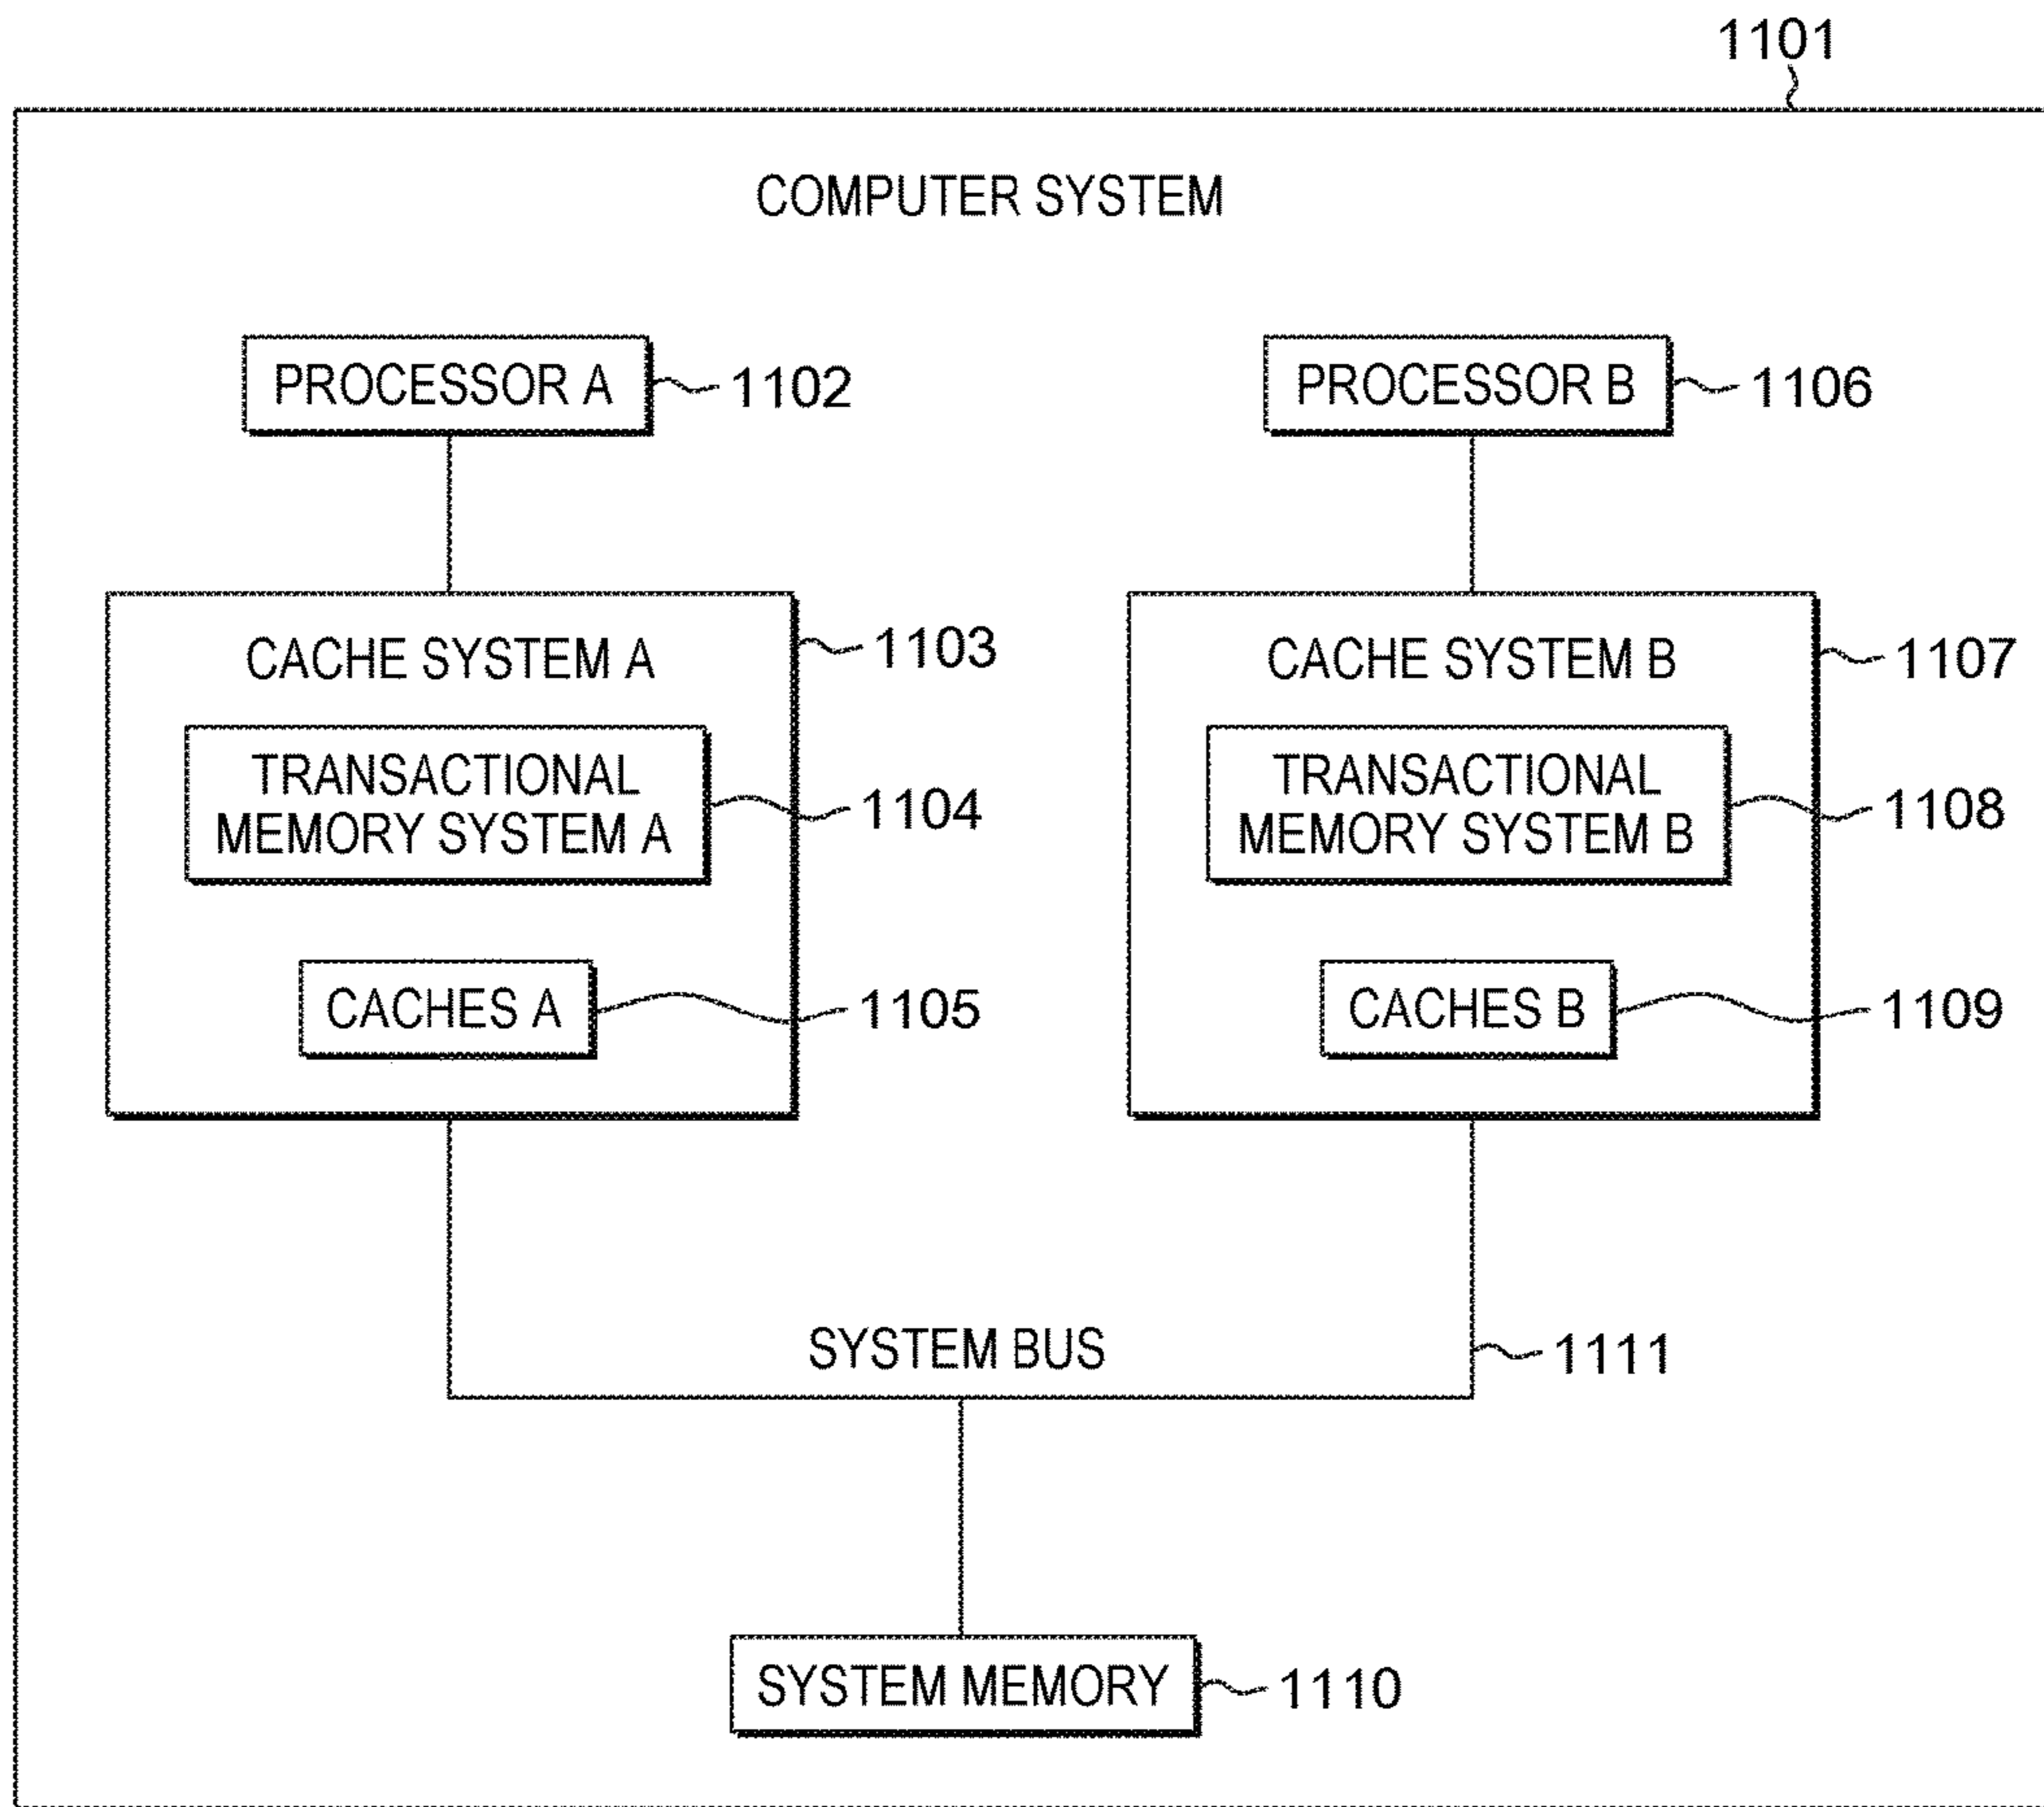 1101
COMPUTER SYSTEM
PROCESSOR A
1102
PROCESSOR B
1106
CACHE SYSTEM A
1103
TRANSACTIONAL
MEMORY SYSTEM A
1104
CACHES A
1105
CACHE SYSTEM B
1107
TRANSACTIONAL
MEMORY SYSTEM B
1108
CACHES B
1109
SYSTEM BUS
1111
SYSTEM MEMORY
1110